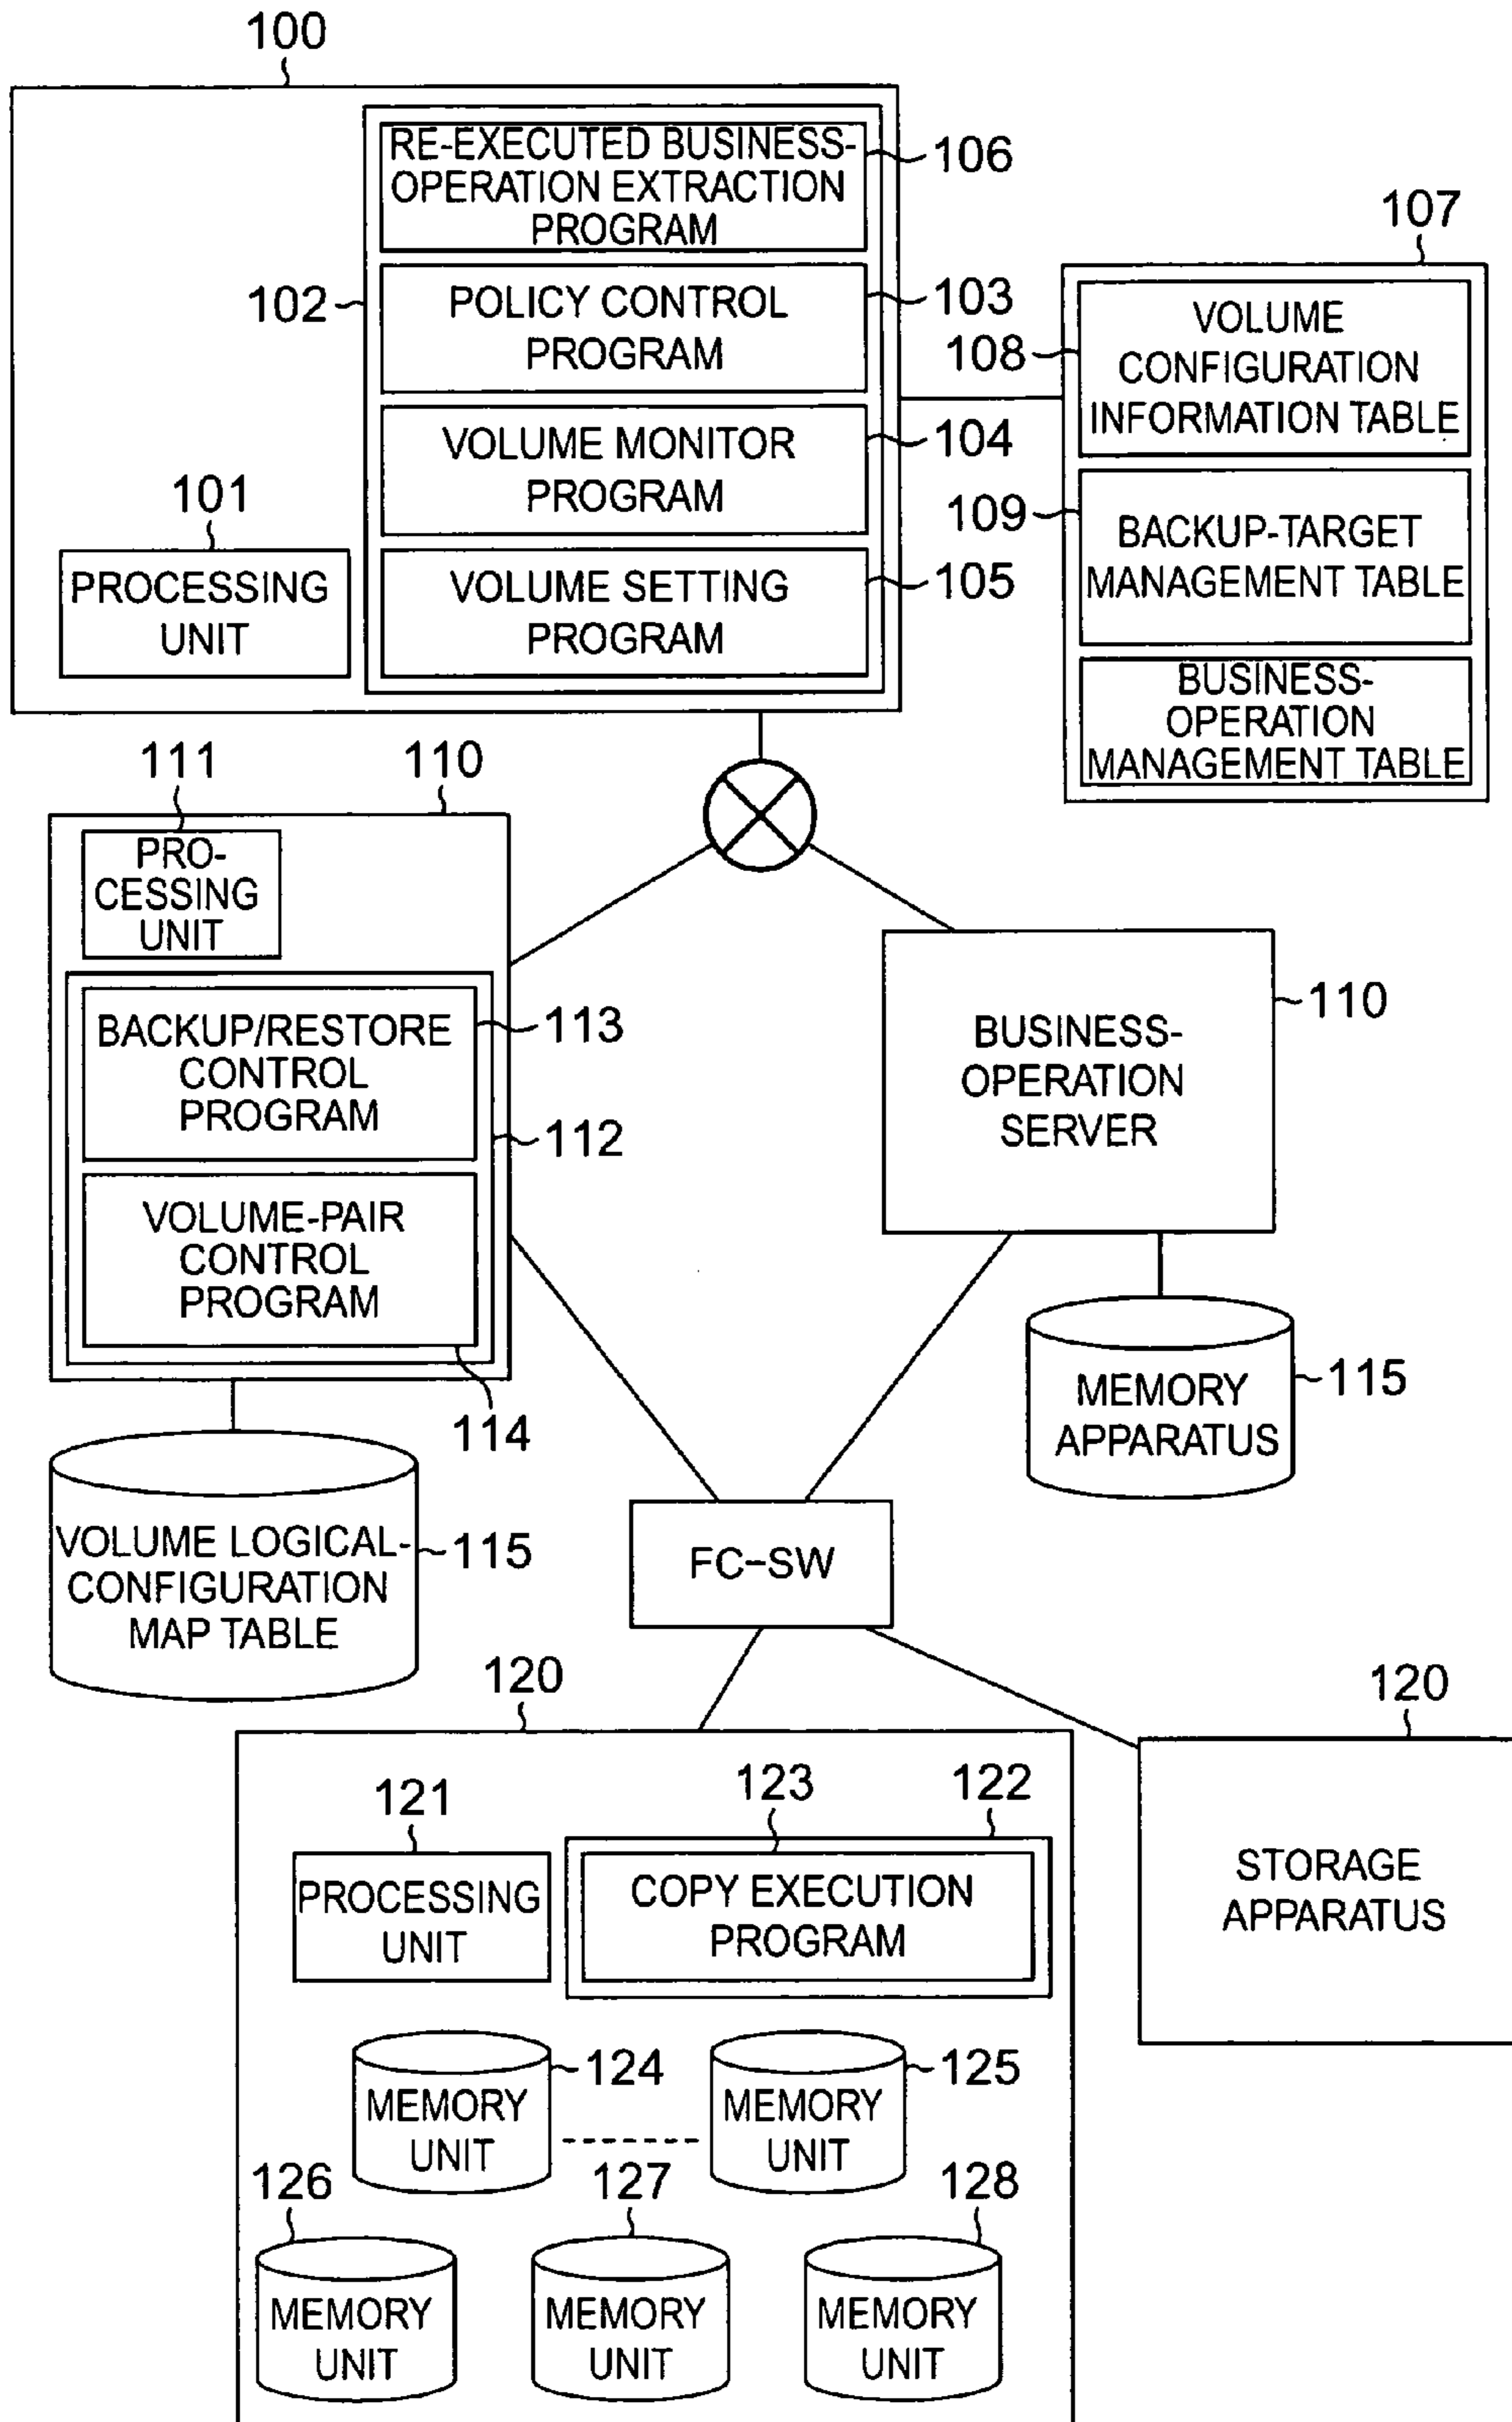 100
RE-EXECUTED BUSINESS-
OPERATION EXTRACTION
PROGRAM
106
102
POLICY CONTROL
PROGRAM
103
VOLUME MONITOR
PROGRAM
104
101
PROCESSING
UNIT
VOLUME SETTING
PROGRAM
105
107
108
VOLUME
CONFIGURATION
INFORMATION TABLE
109
BACKUP-TARGET
MANAGEMENT TABLE
BUSINESS-
OPERATION
MANAGEMENT TABLE
111
110
PRO-
CESSING
UNIT
BACKUP/RESTORE
CONTROL
PROGRAM
113
112
VOLUME-PAIR
CONTROL
PROGRAM
114
BUSINESS-
OPERATION
SERVER
110
MEMORY
APPARATUS
115
VOLUME LOGICAL-
CONFIGURATION
MAP TABLE
115
FC-SW
120
120
121
123
122
PROCESSING
UNIT
COPY EXECUTION
PROGRAM
STORAGE
APPARATUS
124
MEMORY
UNIT
125
MEMORY
UNIT
126
127
128
MEMORY
UNIT
MEMORY
UNIT
MEMORY
UNIT